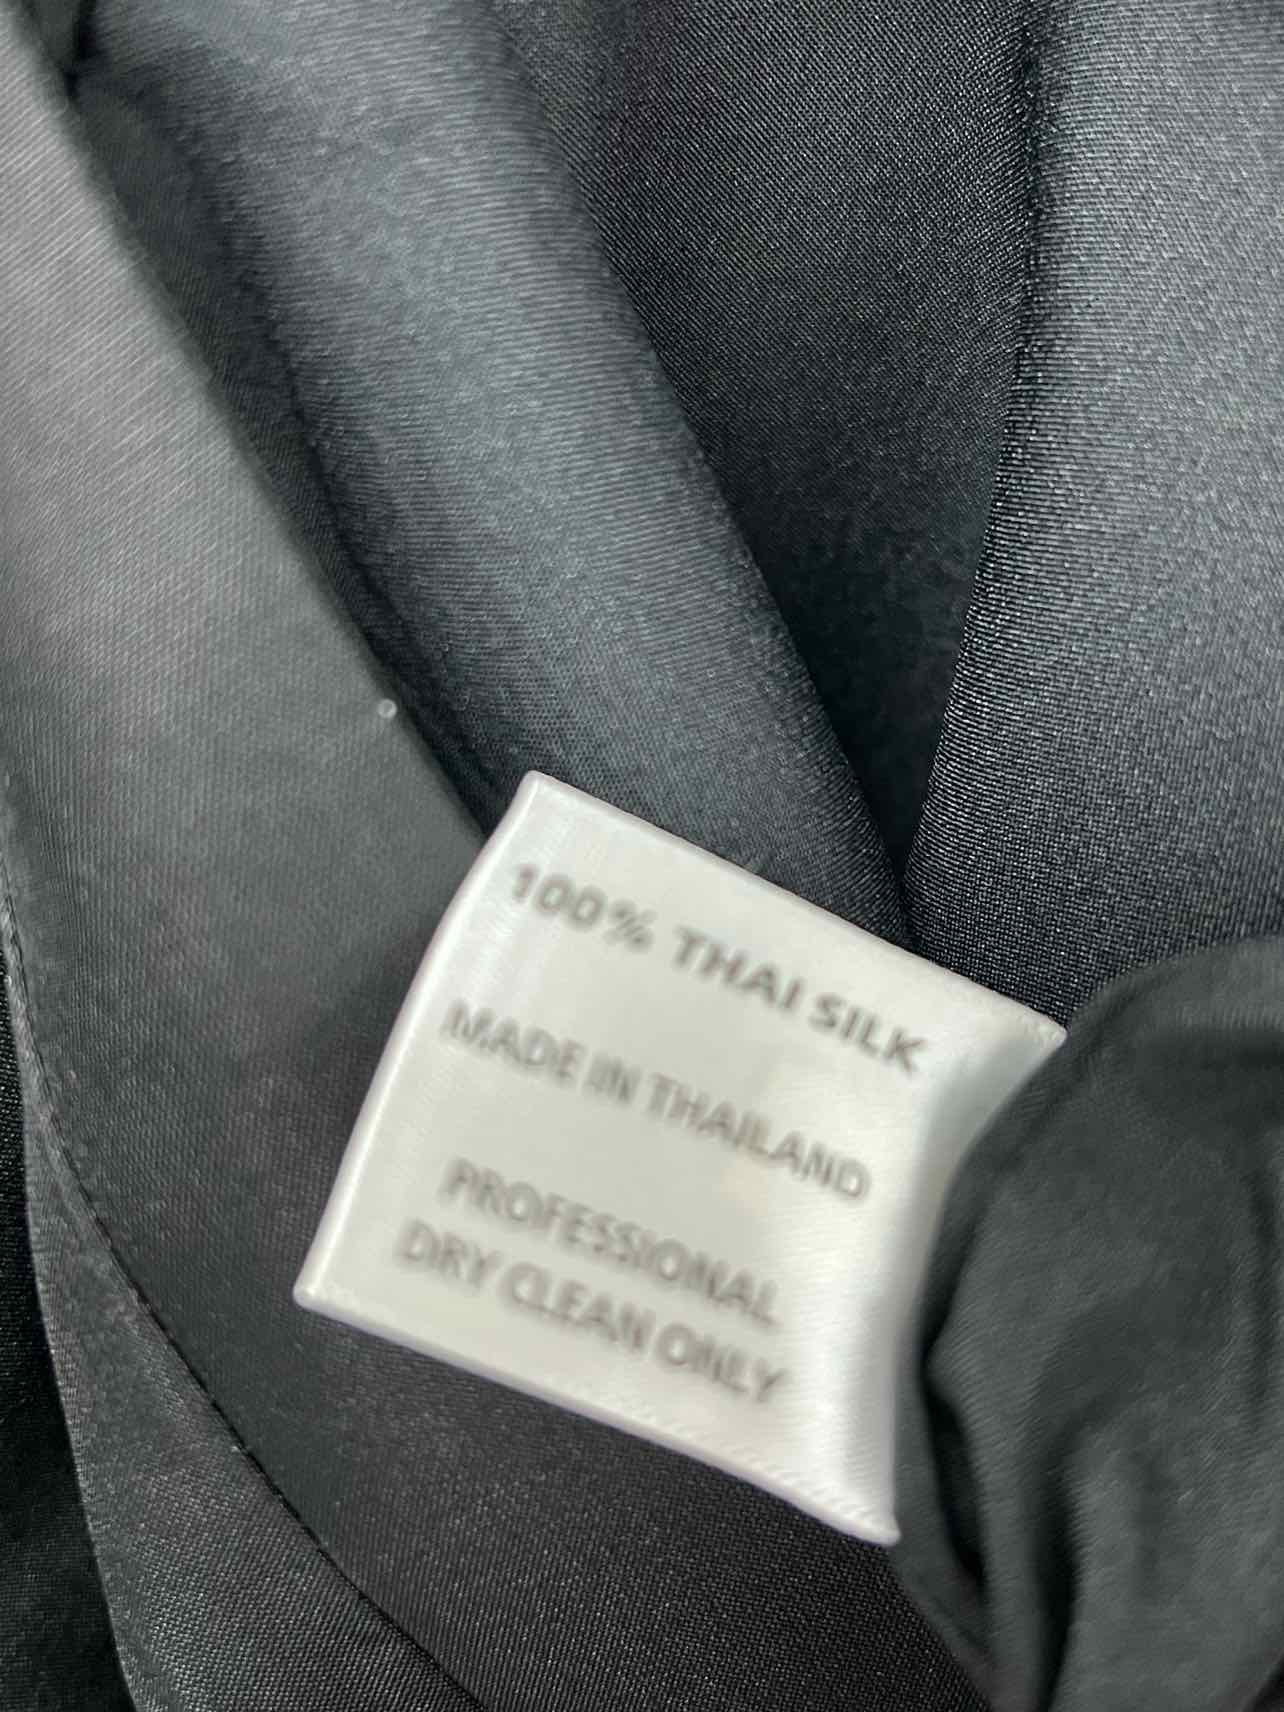 100% THAI SILK
MADE IN THAILAND
PROFESSIONAL
DRY CLEAN ONLY